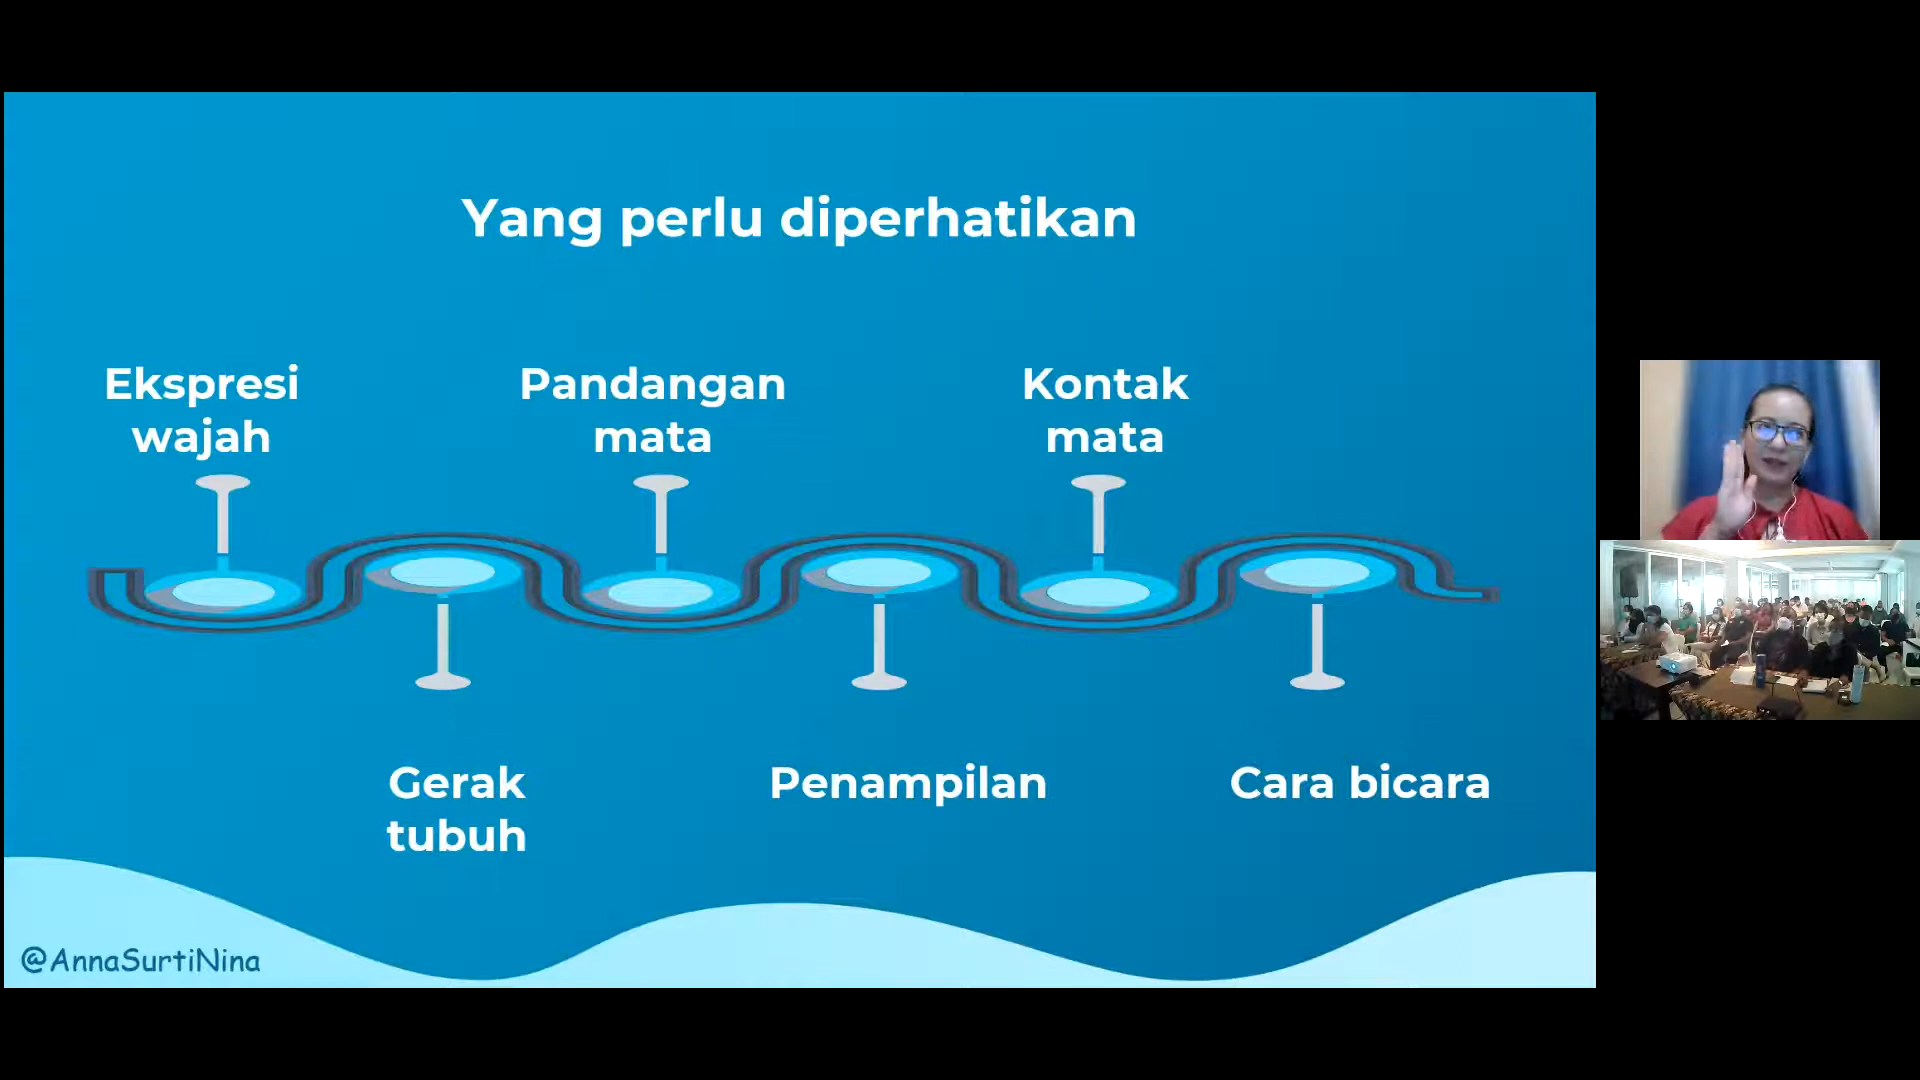 Yang perlu diperhatikan
Ekspresi
wajah
Pandangan
mata
Kontak
mata
Gerak
tubuh
Penampilan
Cara bicara
@AnnaSurtiNina